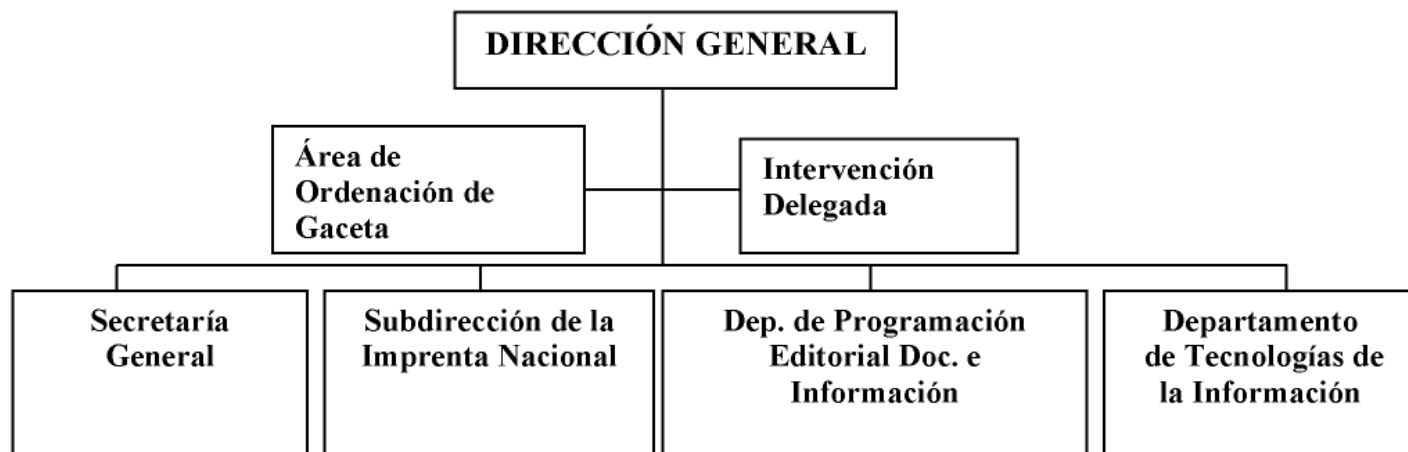 DIRECCIÓN GENERAL
Área de
Ordenación de
Gaceta
Intervención
Delegada
Secretaría
General
Subdirección de la
Imprenta Nacional
Dep. de Programación
Editorial Doc. e
Información
Departamento
de Tecnologías de
la Información